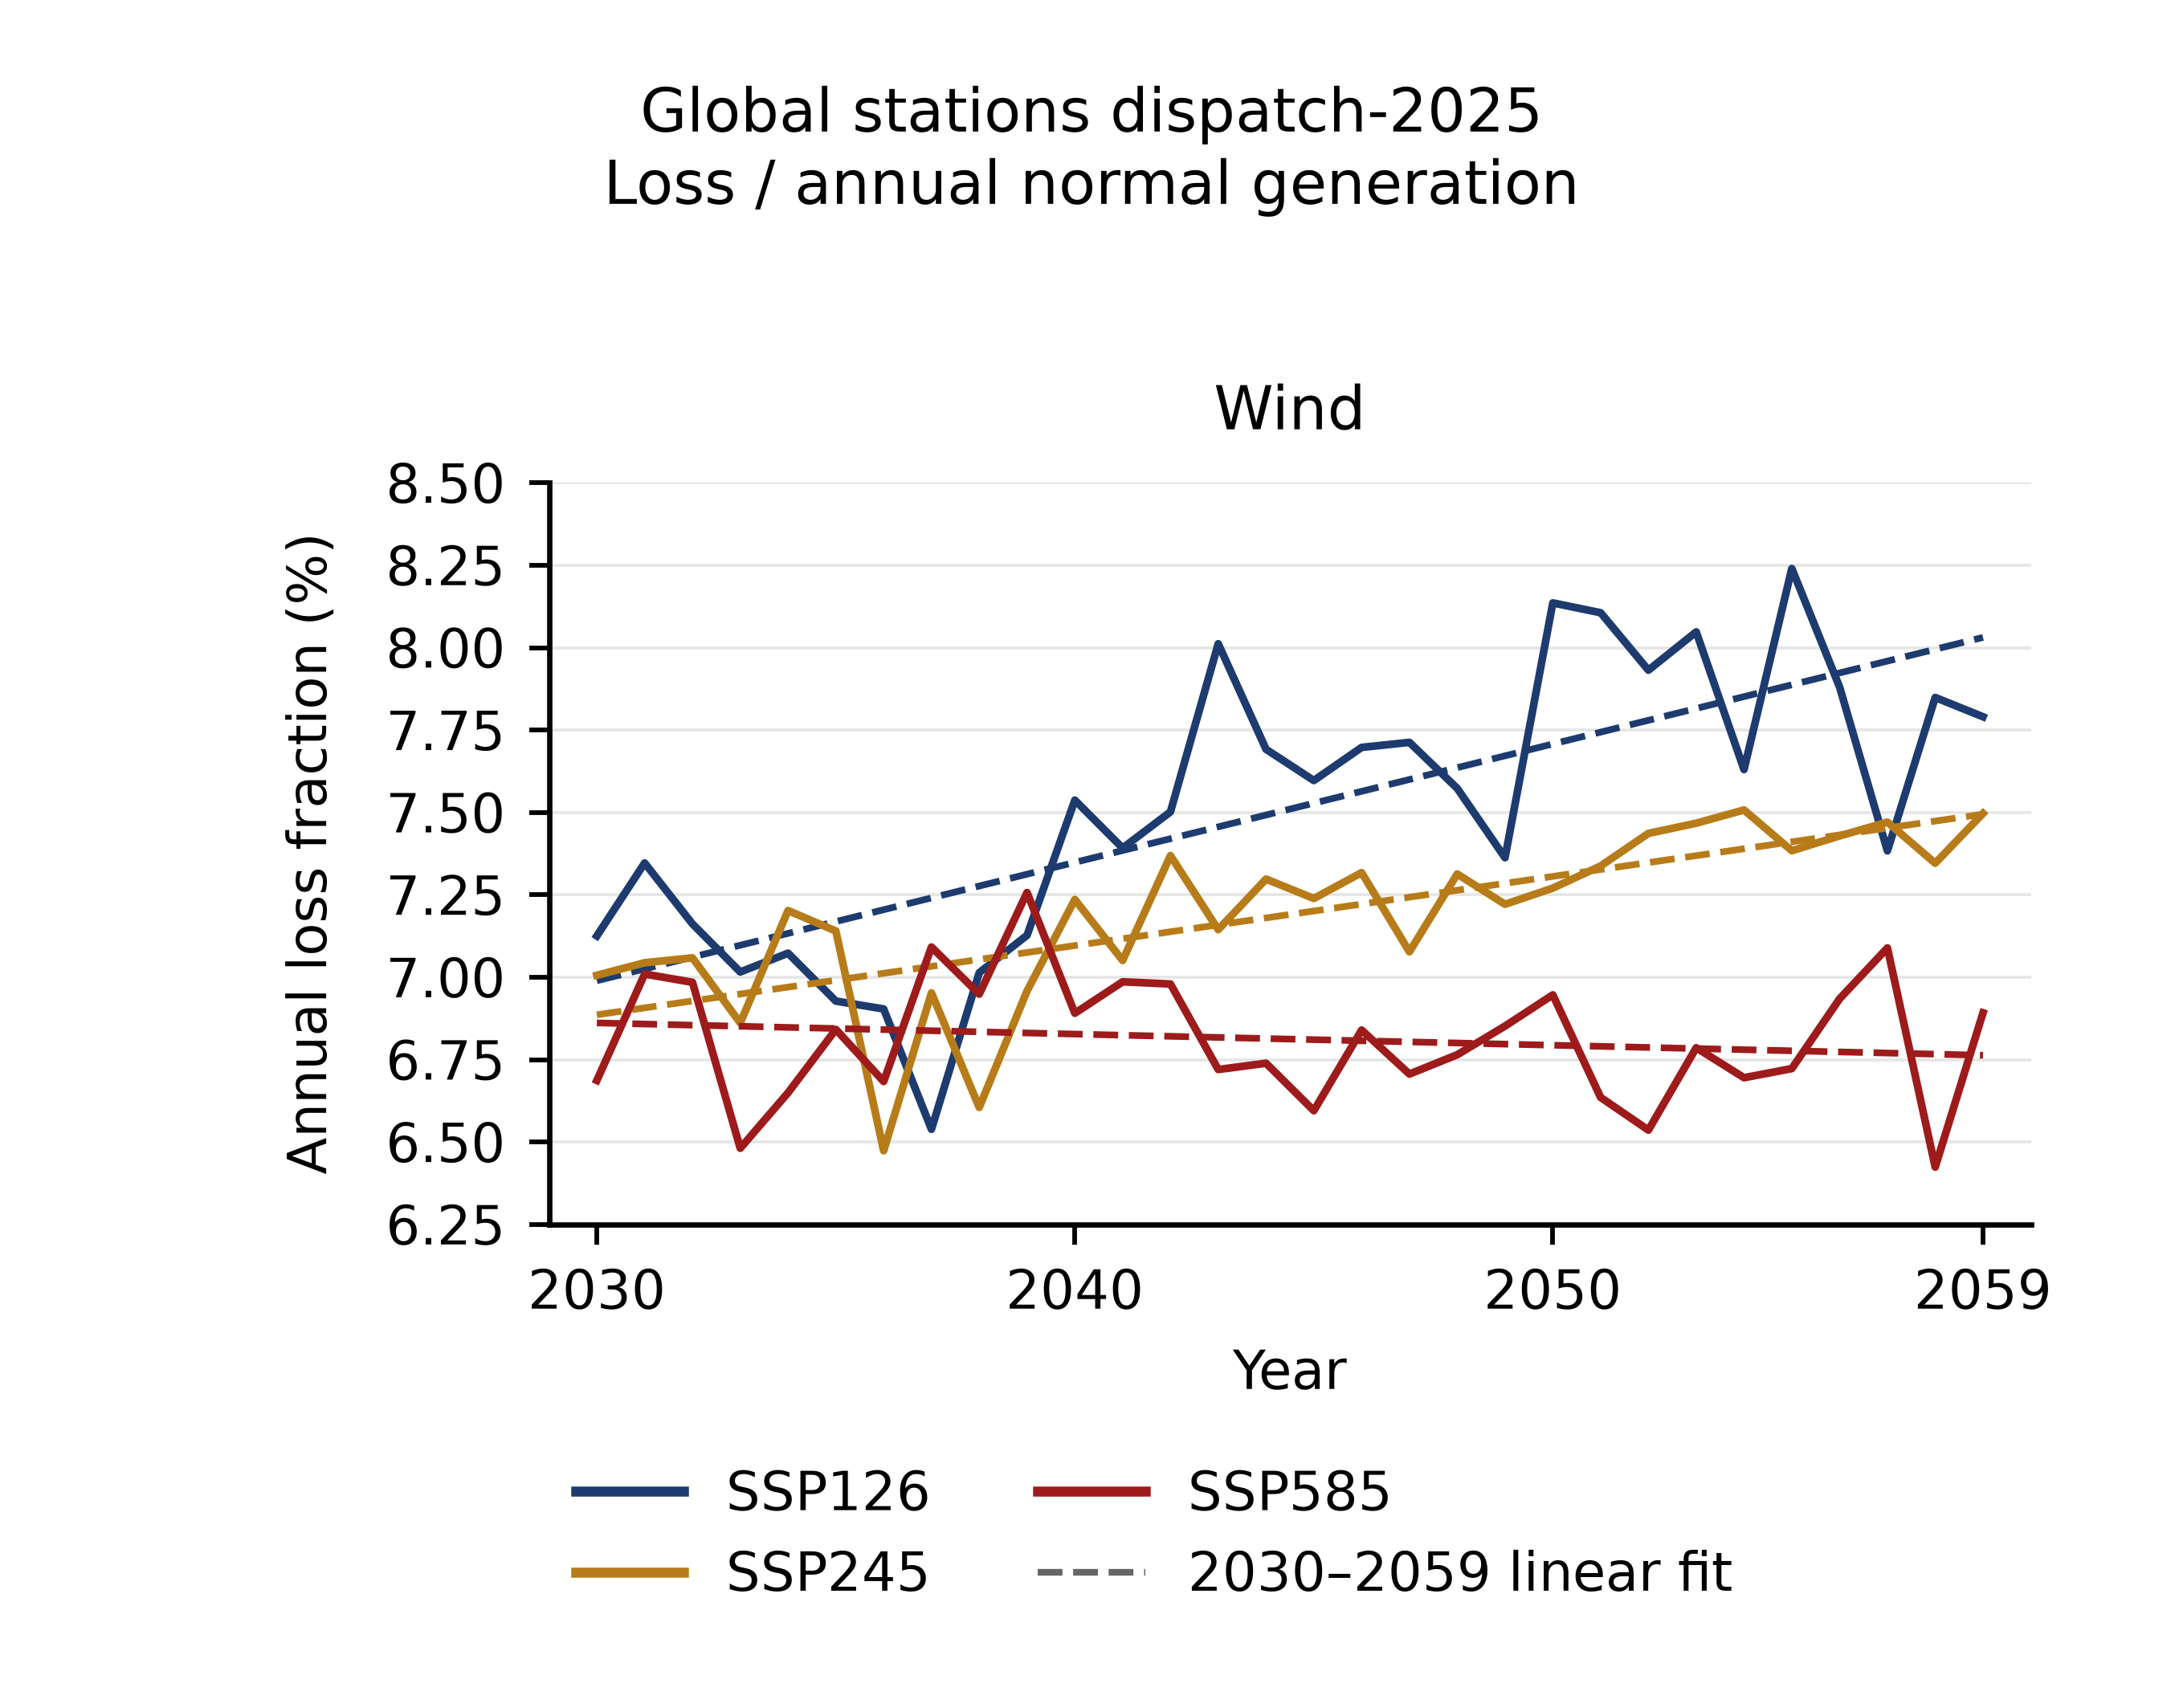 Global stations dispatch-2025
Loss / annual normal generation
Wind
Annual loss fraction (%)
8.50
8.25
8.00
7.75
7.50
7.25
7.00
6.75
6.50
6.25
2030 2040 2050 2059
Year
SSP126 SSP585
SSP245 2030–2059 linear fit